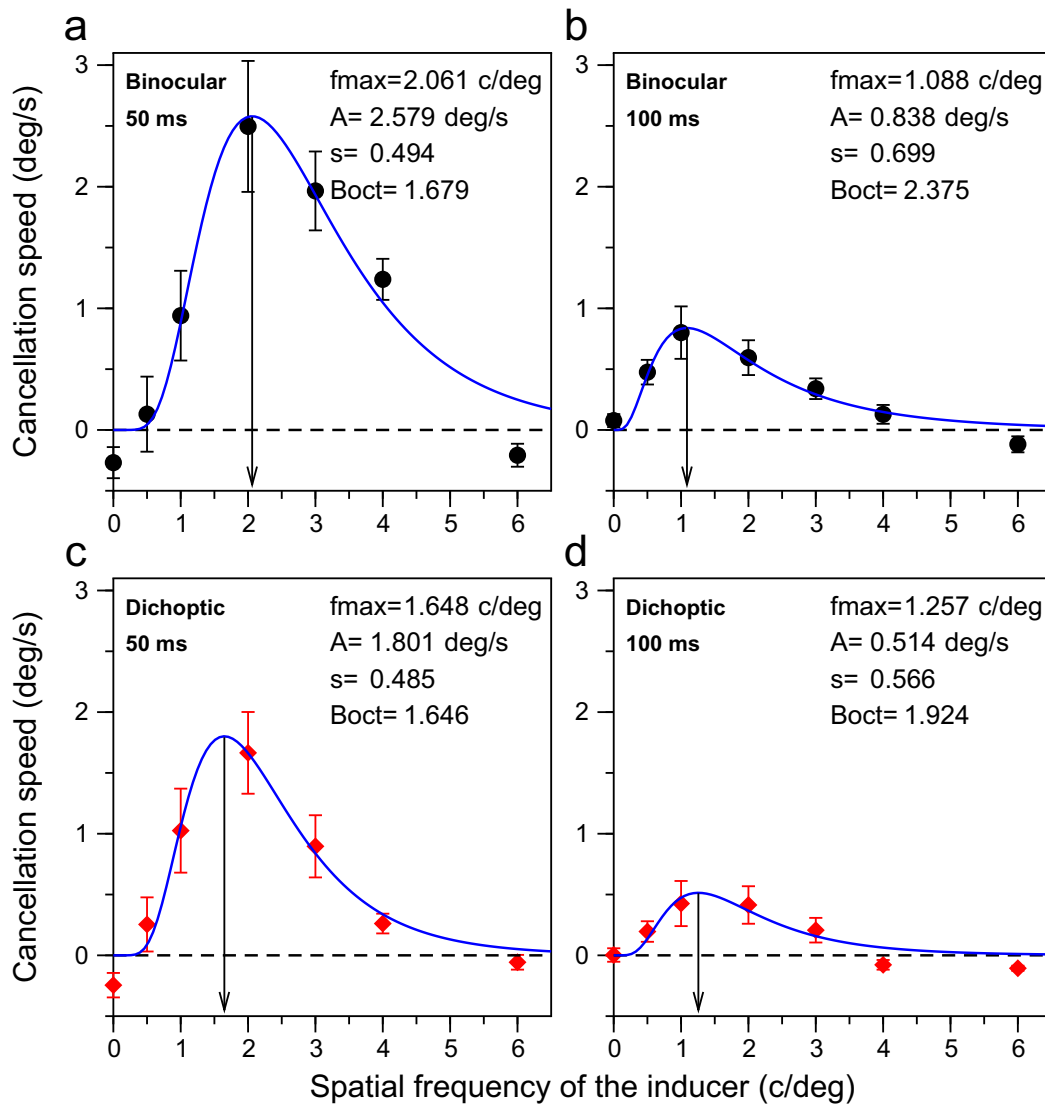 a
b
Binocular
50 ms
fmax=2.061 c/deg
A= 2.579 deg/s
s= 0.494
Boct= 1.679
Binocular
100 ms
fmax=1.088 c/deg
A= 0.838 deg/s
s= 0.699
Boct= 2.375
Cancellation speed (deg/s)
3
2
1
0
3
2
1
0
0 1 2 3 4 5 6
0 1 2 3 4 5 6
c
d
Dichoptic
50 ms
fmax=1.648 c/deg
A= 1.801 deg/s
s= 0.485
Boct= 1.646
Dichoptic
100 ms
fmax=1.257 c/deg
A= 0.514 deg/s
s= 0.566
Boct= 1.924
Cancellation speed (deg/s)
3
2
1
0
3
2
1
0
0 1 2 3 4 5 6
0 1 2 3 4 5 6
Spatial frequency of the inducer (c/deg)